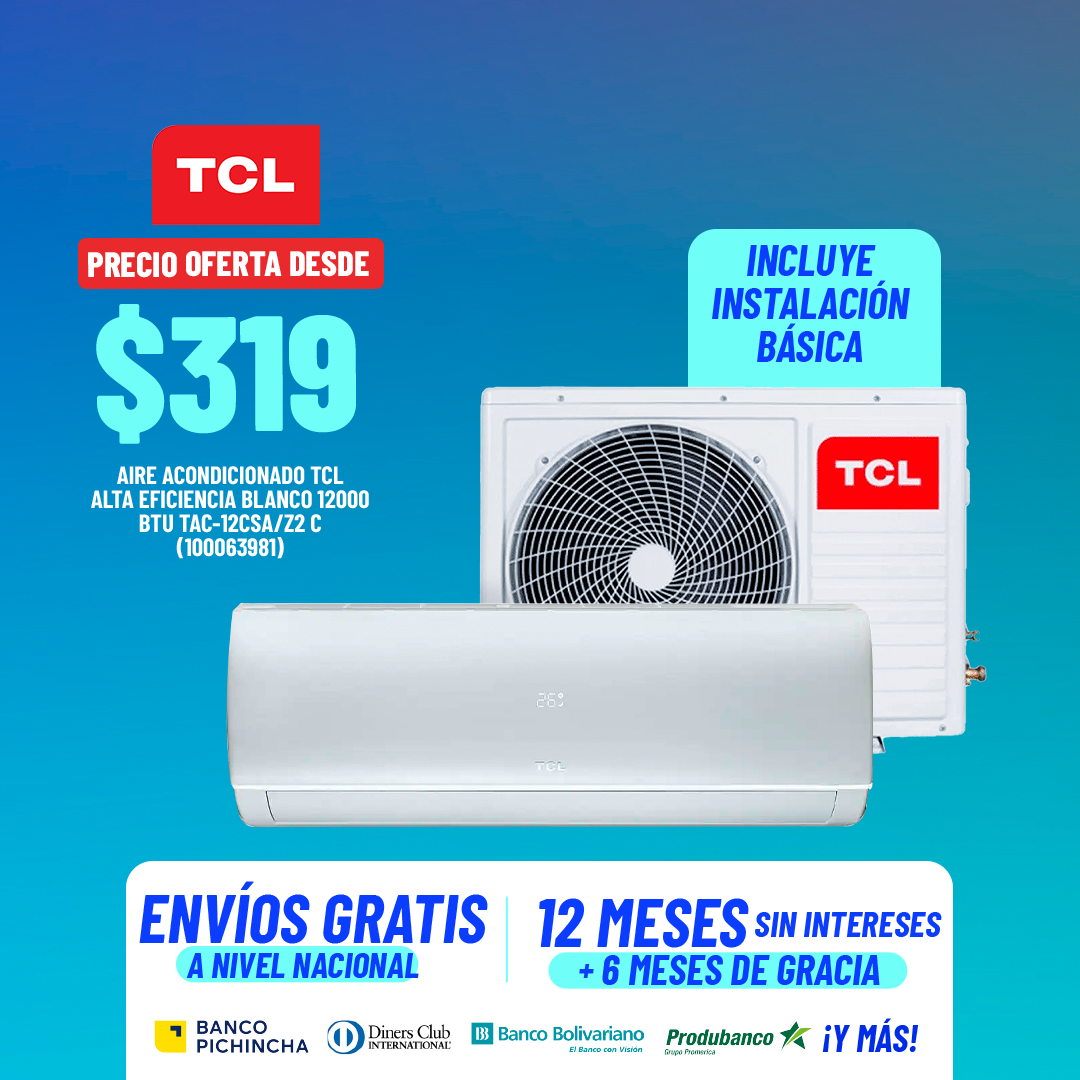 TCL
PRECIO OFERTA DESDE
$319
AIRE ACONDICIONADO TCL
ALTA EFICIENCIA BLANCO 12000
BTU TAC-12CSA/Z2 C
(100063981)
INCLUYE
INSTALACIÓN
BÁSICA
TCL
26°
TCL
ENVÍOS GRATIS
A NIVEL NACIONAL
12 MESES SIN INTERESES
+ 6 MESES DE GRACIA
BANCO
PICHINCHA
Diners Club
INTERNATIONAL
Banco Bolivariano
El Banco con Visión
Produbanco
Grupo Promerica
¡Y MÁS!